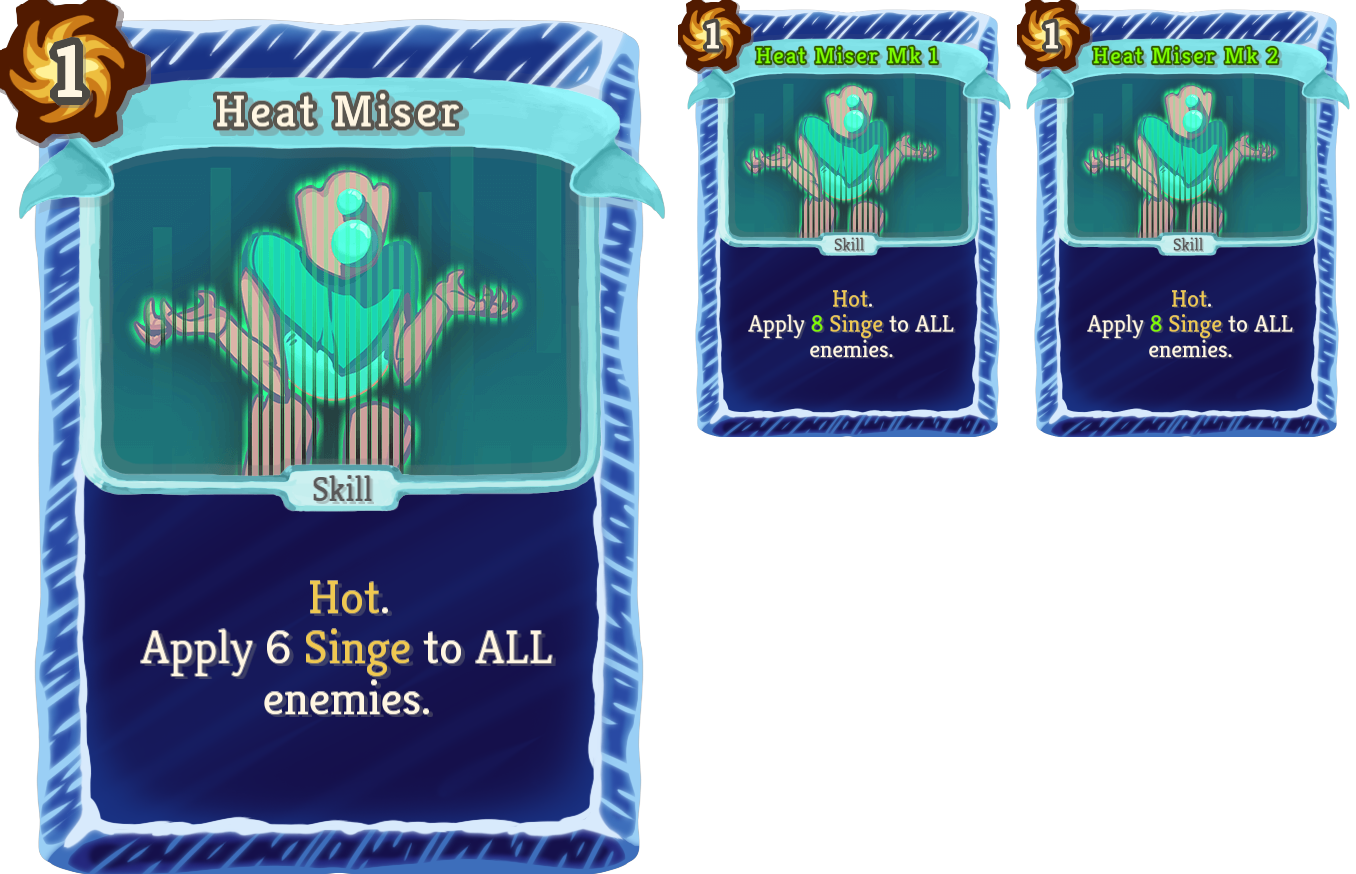 1
Heat Miser
Skill
Hot.
Apply 6 Singe to ALL
enemies.
1
Heat Miser Mk 1
Skill
Hot.
Apply 8 Singe to ALL
enemies.
1
Heat Miser Mk 2
Skill
Hot.
Apply 8 Singe to ALL
enemies.